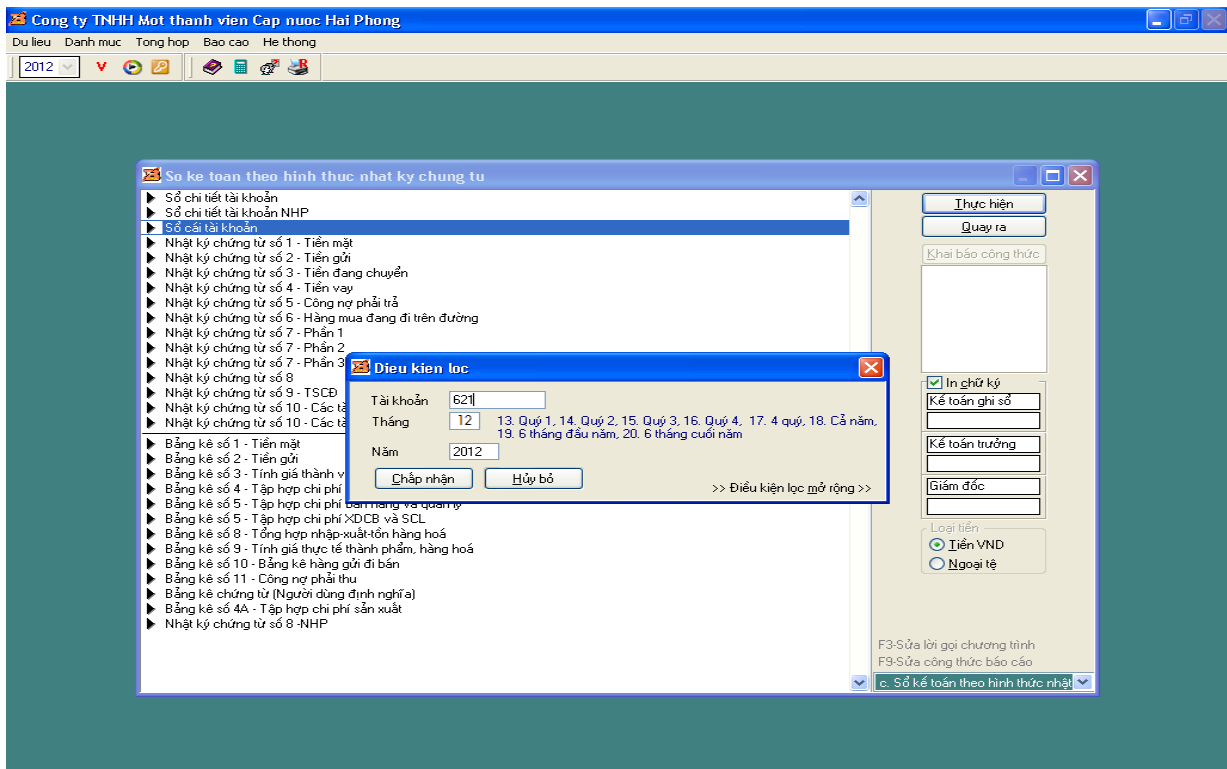 Cong ty TNHH Mot thanh vien Cap nuoc Hai Phong
Du lieu Danh muc Tong hop Bao cao He thong
2012 V
So ke toan theo hinh thuc nhat ky chung tu
Sổ chi tiết tài khoản
Sổ chi tiết tài khoản NHP
Sổ cái tài khoản
Nhật ký chứng từ số 1 - Tiền mặt
Nhật ký chứng từ số 2 - Tiền gửi
Nhật ký chứng từ số 3 - Tiền đang chuyển
Nhật ký chứng từ số 4 - Tiền vay
Nhật ký chứng từ số 5 - Công nợ phải trả
Nhật ký chứng từ số 6 - Hàng mua đang đi trên đường
Nhật ký chứng từ số 7 - Phần 1
Nhật ký chứng từ số 7 - Phần 2
Nhật ký chứng từ số 7 - Phần 3
Nhật ký chứng từ số 8
Nhật ký chứng từ số 9 - TSCĐ
Nhật ký chứng từ số 10 - Các
Nhật ký chứng từ số 10 - Các
Bảng kê số 1 - Tiền mặt
Bảng kê số 2 - Tiền gửi
Bảng kê số 3 - Tính giá thành
Bảng kê số 4 - Tập hợp chi phí
Bảng kê số 5 - Tập hợp chi phí bán hàng và quản lý
Bảng kê số 5 - Tập hợp chi phí XDCB và SCL
Bảng kê số 8 - Tổng hợp nhập-xuất-tồn hàng hoá
Bảng kê số 9 - Tính giá thực tế thành phẩm, hàng hoá
Bảng kê số 10 - Bảng kê hàng gửi đi bán
Bảng kê số 11 - Công nợ phải thu
Bảng kê chứng từ (Người dùng định nghĩa)
Bảng kê số 4A - Tập hợp chi phí sản xuất
Nhật ký chứng từ số 8 -NHP
Dieu kien loc
Tài khoản 621
Tháng 12 13. Quý 1, 14. Quý 2, 15. Quý 3, 16. Quý 4, 17. 4 quý, 18. Cả năm,
19. 6 tháng đầu năm, 20. 6 tháng cuối năm
Năm 2012
Chấp nhận Hủy bỏ
>> Điều kiện lọc mở rộng >>
Thực hiện
Quay ra
Khai báo công thức
In chữ ký
Kế toán ghi sổ
Kế toán trưởng
Giám đốc
Loại tiền
Tiền VND
Ngoại tệ
F3-Sửa lời gọi chương trình
F9-Sửa công thức báo cáo
c. Sổ kế toán theo hình thức nhật